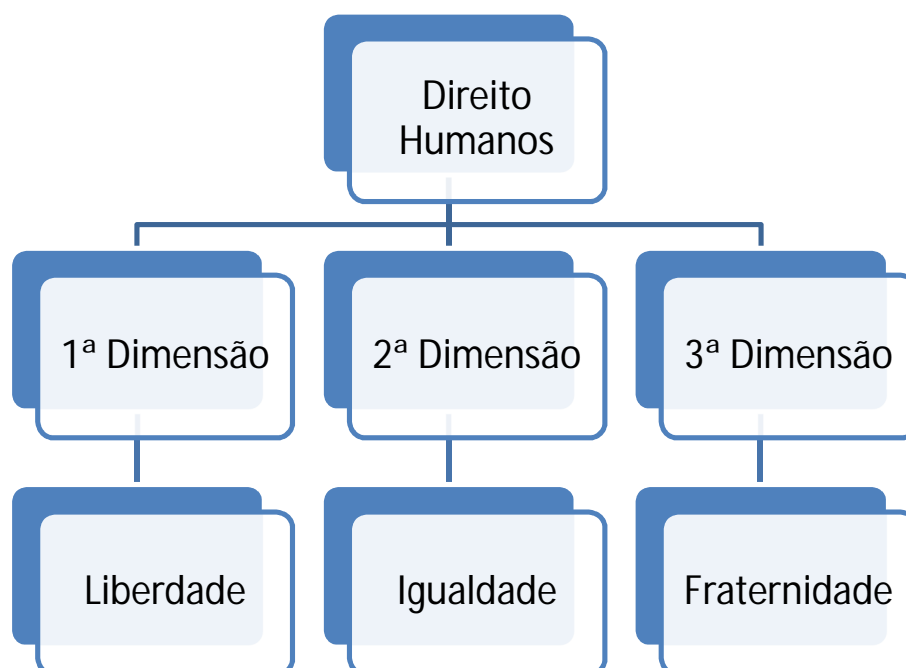 Direito
Humanos
1ª Dimensão
2ª Dimensão
3ª Dimensão
Liberdade
Igualdade
Fraternidade